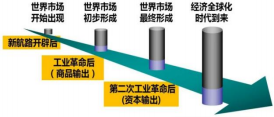 世界市场
开始出现
世界市场
初步形成
世界市场
最终形成
经济全球化
时代到来
新航路开辟后
工业革命后
（商品输出）
第二次工业革命后
(资本输出)